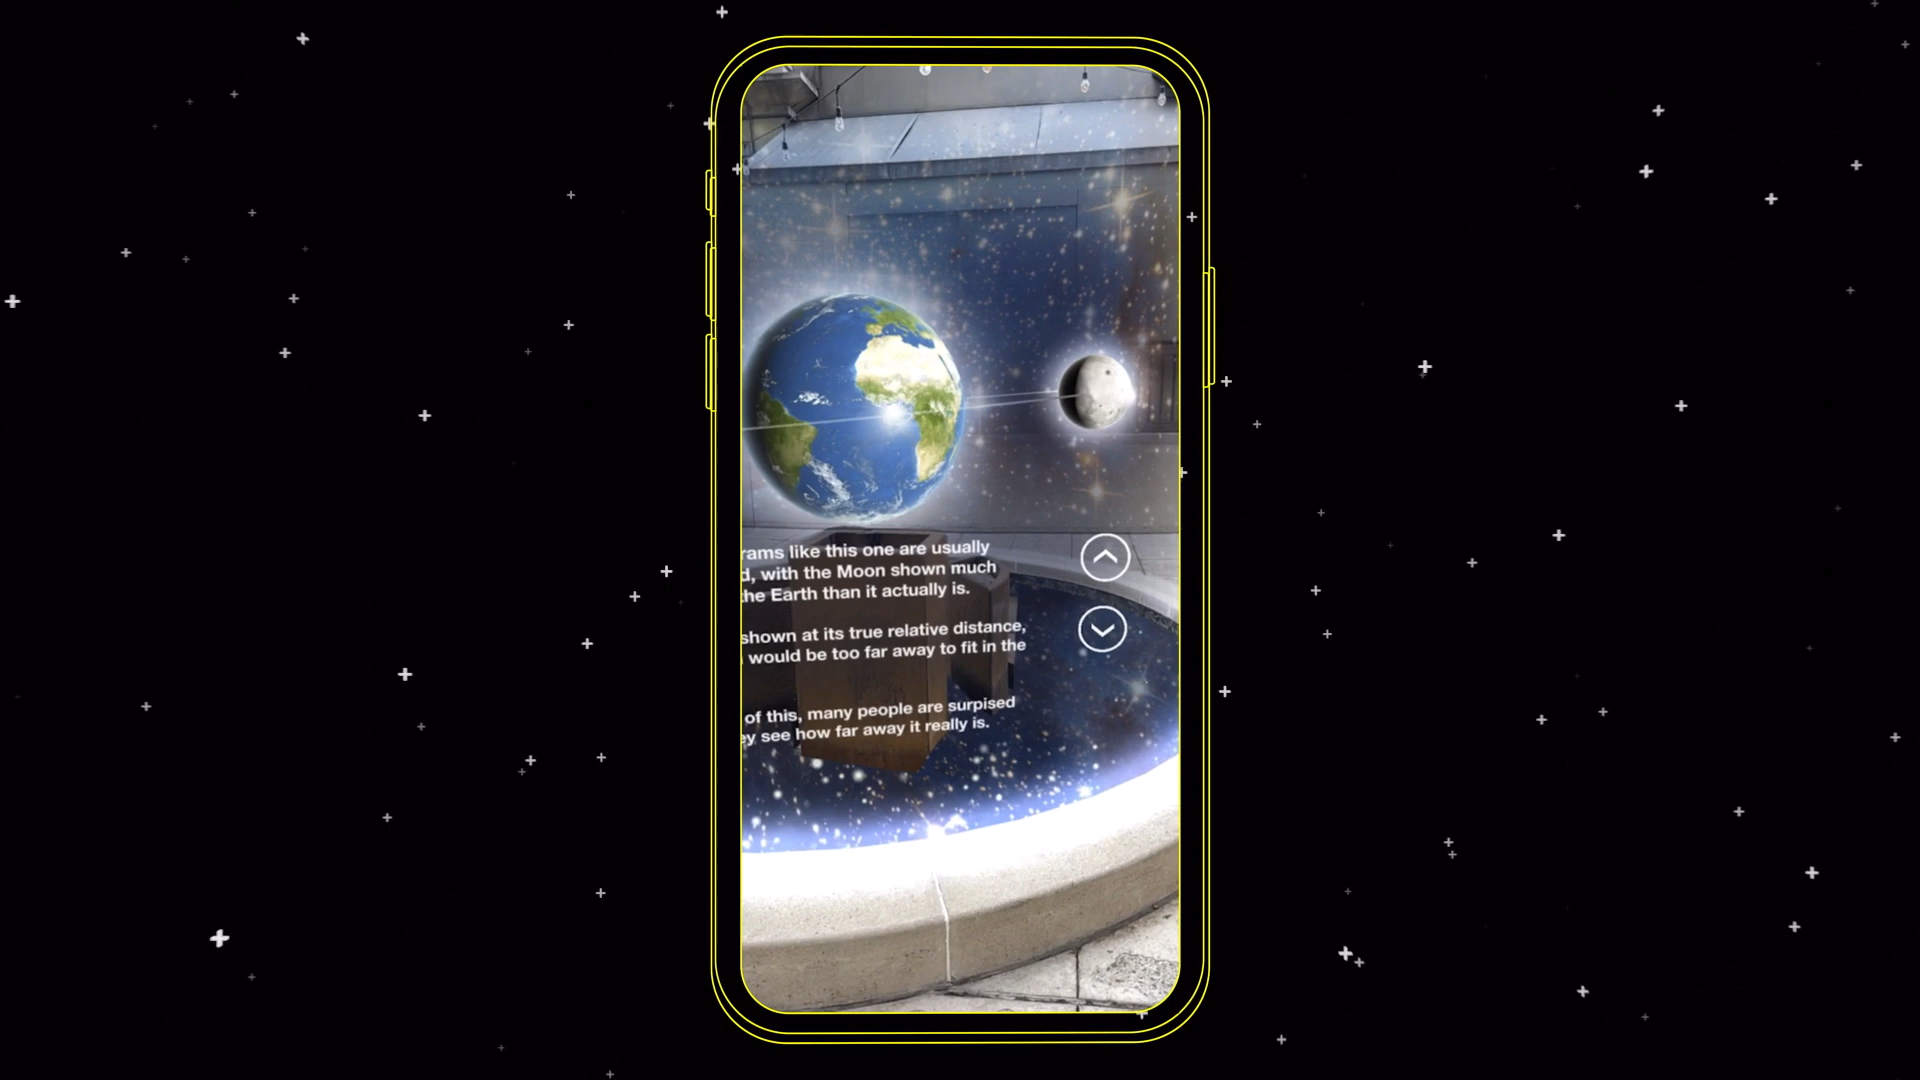 like this one are usually
with the Moon shown much
the Earth than it actually is.
shown at its true relative distance,
would be too far away to fit in the
of this, many people are surpised
see how far away it really is.